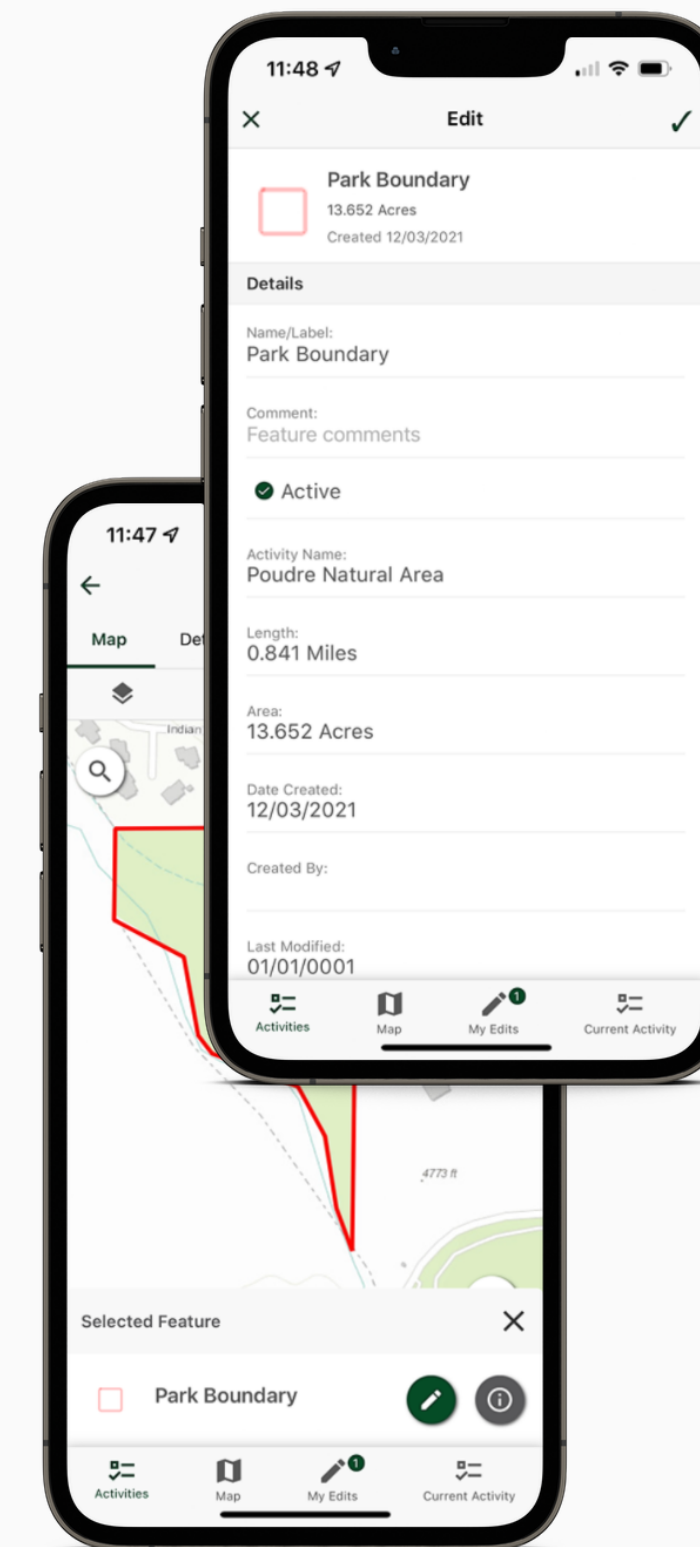 11:48
Edit
Park Boundary
13.652 Acres
Created 12/03/2021
Details
Name/Label:
Park Boundary
Comment:
Feature comments
Active
Activity Name:
Poudre Natural Area
Length:
0.841 Miles
Area:
13.652 Acres
Date Created:
12/03/2021
Created By:
Last Modified:
01/01/0001
1
Activities
Map
My Edits
Current Activity
11:47
Map
Det
Indian
4773 ft
Selected Feature
Park Boundary
1
Activities
Map
My Edits
Current Activity